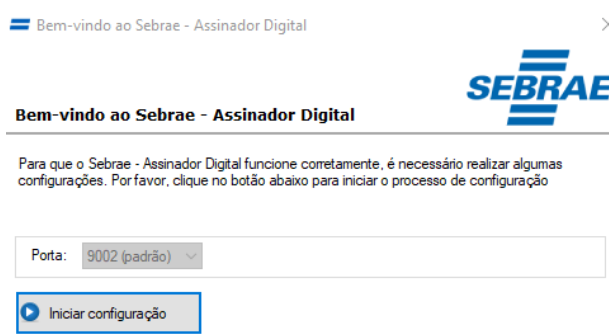 Bem-vindo ao Sebrae - Assinador Digital
SEBRAE
Bem-vindo ao Sebrae - Assinador Digital
Para que o Sebrae - Assinador Digital funcione corretamente, é necessário realizar algumas
configurações. Por favor, clique no botão abaixo para iniciar o processo de configuração
Porta: 9002 (padrão)
Iniciar configuração